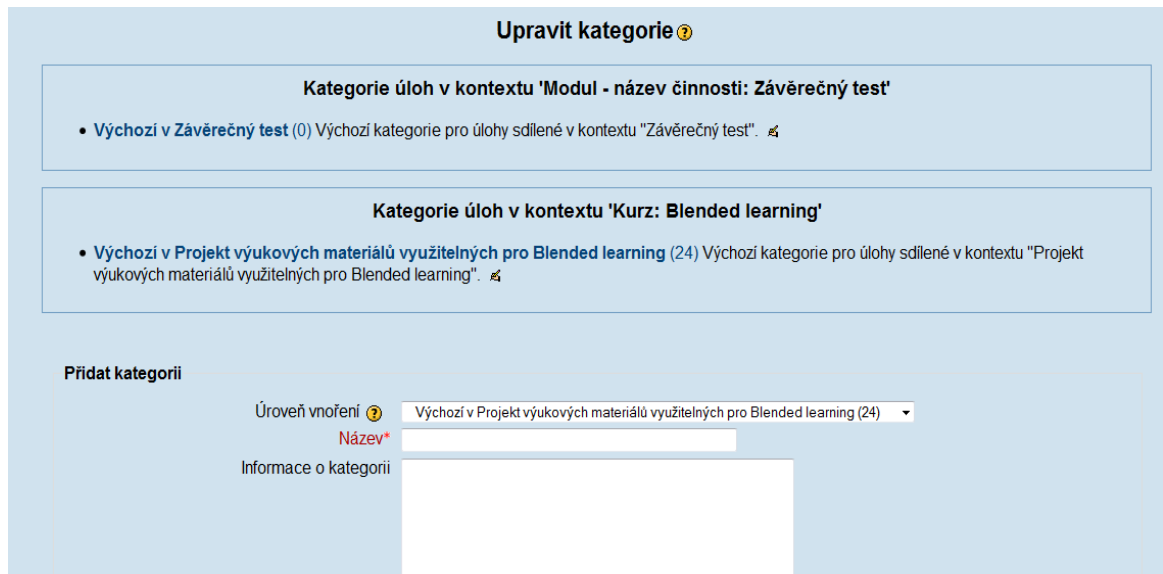 Upravit kategorie
Kategorie úloh v kontextu 'Modul - název činnosti: Závěrečný test'
• Výchozí v Závěrečný test (0) Výchozí kategorie pro úlohy sdílené v kontextu "Závěrečný test".
Kategorie úloh v kontextu 'Kurz: Blended learning'
• Výchozí v Projekt výukových materiálů využitelných pro Blended learning (24) Výchozí kategorie pro úlohy sdílené v kontextu "Projekt
výukových materiálů využitelných pro Blended learning".
Přidat kategorii
Úroveň vnoření ? Výchozí v Projekt výukových materiálů využitelných pro Blended learning (24)
Název*
Informace o kategorii